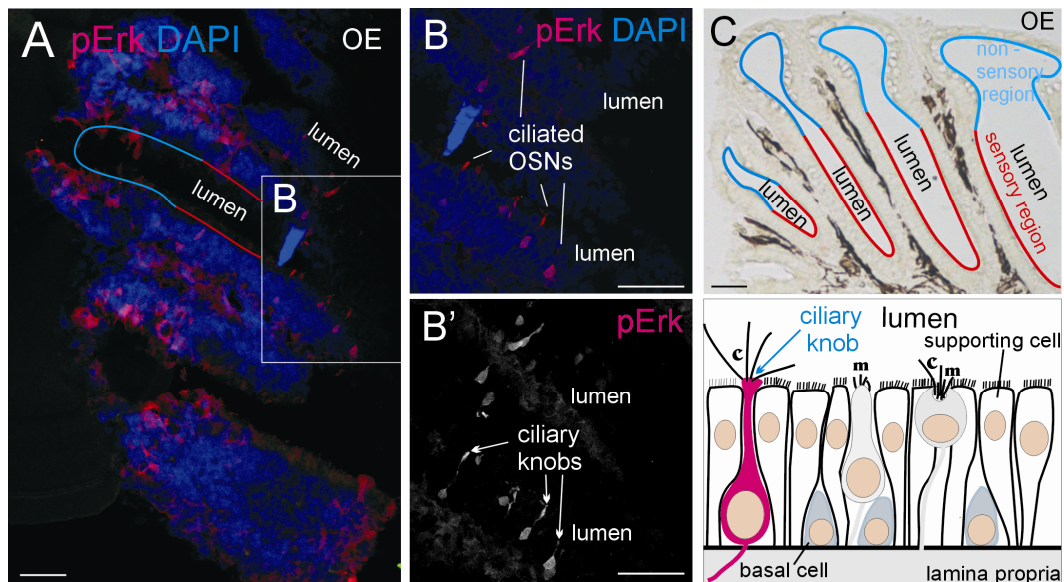 A
pErk DAPI
OE
lumen
lumen
B
B
pErk DAPI
lumen
ciliated
OSNs
lumen
B’
pErk
lumen
ciliary
knobs
lumen
C
OE
non -
sensory
region
lumen
lumen
lumen
lumen
sensory region
ciliary
knob
lumen
supporting cell
c
m
c
m
basal cell
lamina propria